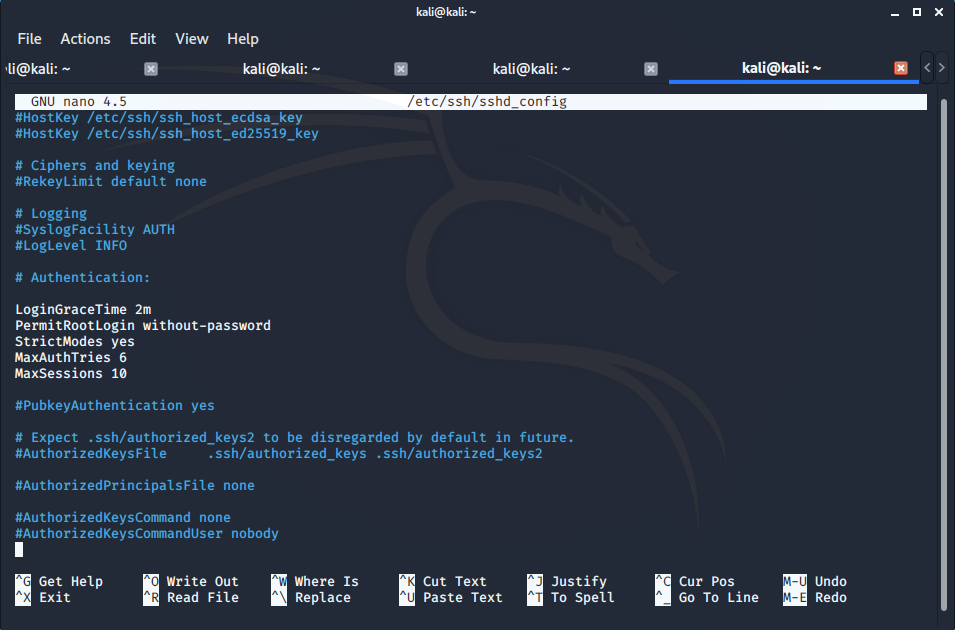 kali@kali: ~
File Actions Edit View Help
li@kali: ~ kali@kali: ~ kali@kali: ~ kali@kali: ~
GNU nano 4.5 /etc/ssh/sshd_config
#HostKey /etc/ssh/ssh_host_ecdsa_key
#HostKey /etc/ssh/ssh_host_ed25519_key
# Ciphers and keying
#RekeyLimit default none
# Logging
#SyslogFacility AUTH
#LogLevel INFO
# Authentication:
LoginGraceTime 2m
PermitRootLogin without-password
StrictModes yes
MaxAuthTries 6
MaxSessions 10
#PubkeyAuthentication yes
# Expect .ssh/authorized_keys2 to be disregarded by default in future.
#AuthorizedKeysFile .ssh/authorized_keys .ssh/authorized_keys2
#AuthorizedPrincipalsFile none
#AuthorizedKeysCommand none
#AuthorizedKeysCommandUser nobody
^G Get Help ^O Write Out ^W Where Is ^K Cut Text ^J Justify ^C Cur Pos M-U Undo
^X Exit ^R Read File ^\ Replace ^U Paste Text ^T To Spell ^_ Go To Line M-E Redo